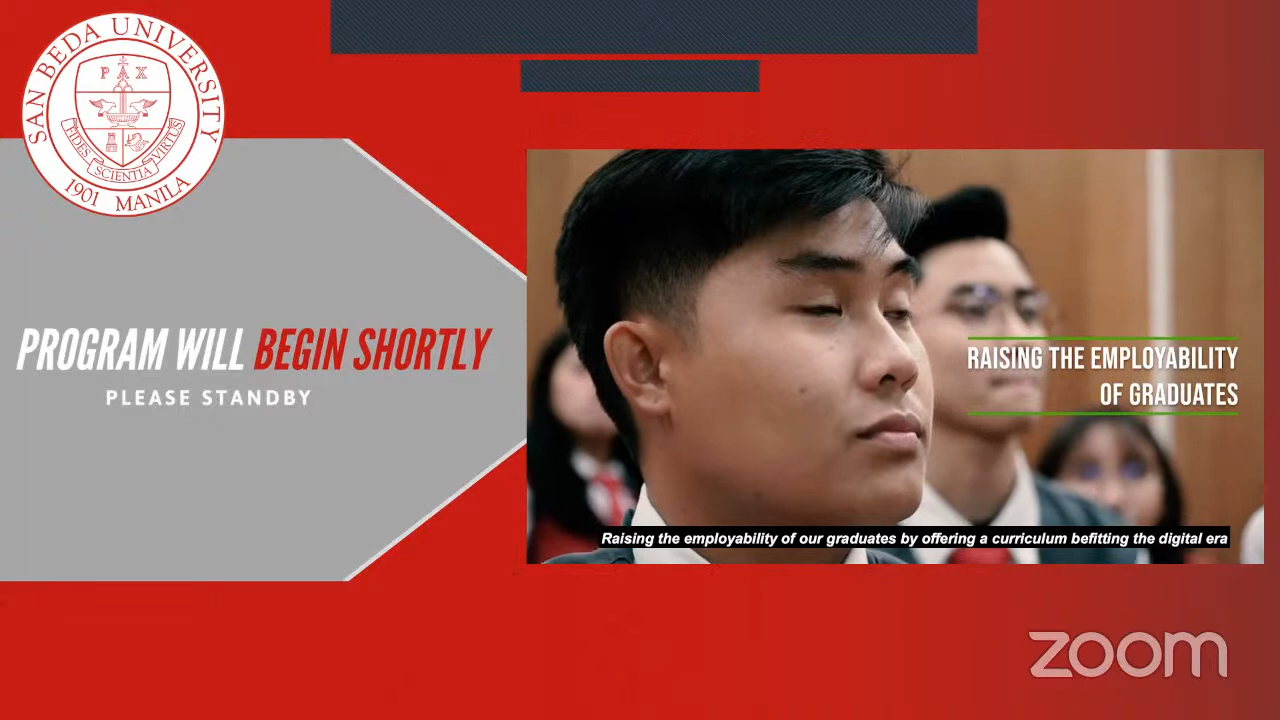 SAN BEDA UNIVERSITY
PAX
FIDES
SCIENTIA
VIRTUS
1901 MANILA
PROGRAM WILL BEGIN SHORTLY
PLEASE STANDBY
RAISING THE EMPLOYABILITY
OF GRADUATES
Raising the employability of our graduates by offering a curriculum befitting the digital era
zoom